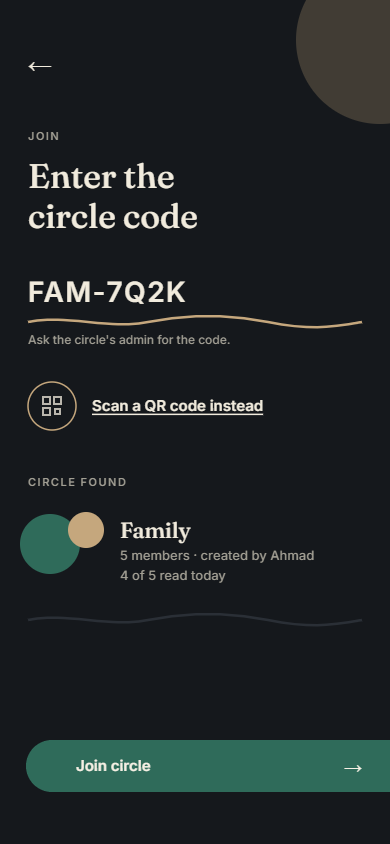 ←
JOIN
Enter the
circle code
FAM-7Q2K
Ask the circle's admin for the code.
Scan a QR code instead
CIRCLE FOUND
Family
5 members · created by Ahmad
4 of 5 read today
Join circle →